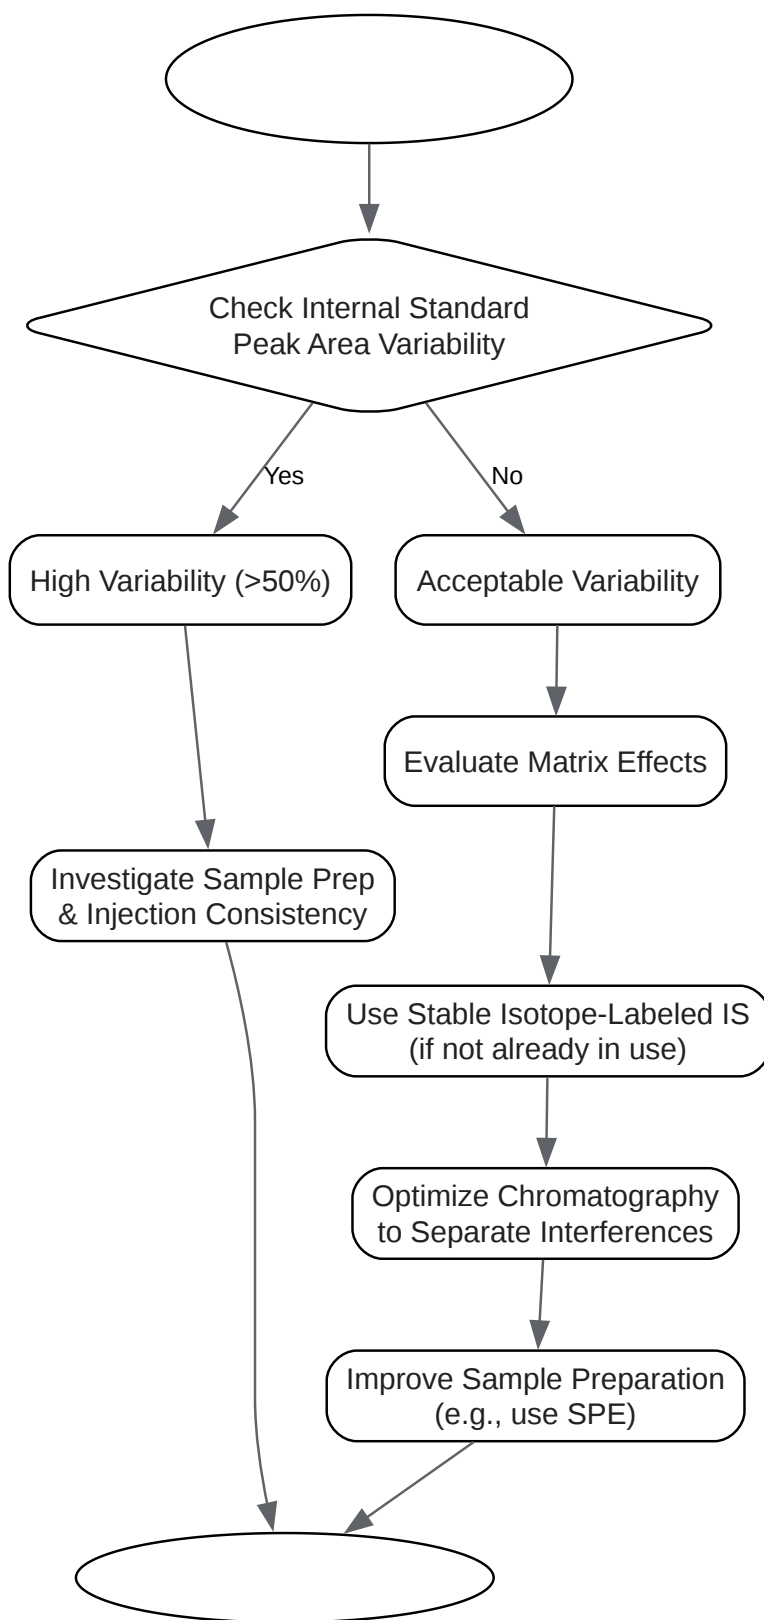 Check Internal Standard
Peak Area Variability
Yes
No
High Variability (>50%)
Acceptable Variability
Evaluate Matrix Effects
Investigate Sample Prep
& Injection Consistency
Use Stable Isotope-Labeled IS
(if not already in use)
Optimize Chromatography
to Separate Interferences
Improve Sample Preparation
(e.g., use SPE)